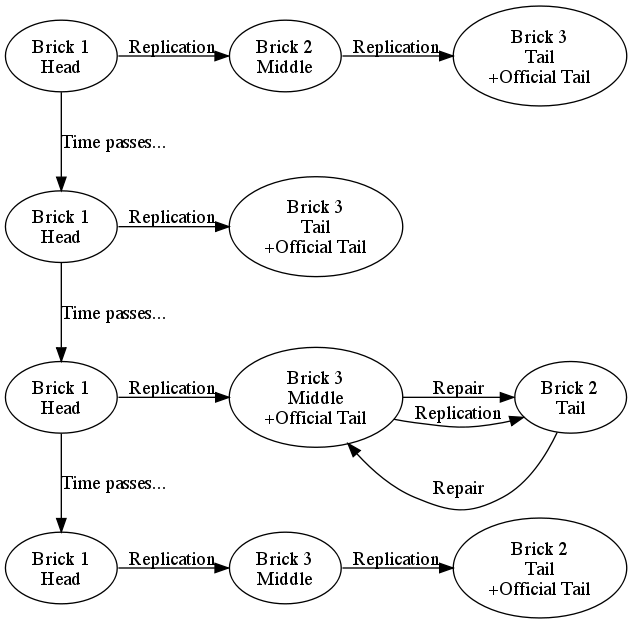 Brick 1
Head
Replication
Brick 2
Middle
Replication
Brick 3
Tail
+Official Tail
Time passes...
Brick 1
Head
Replication
Brick 3
Tail
+Official Tail
Time passes...
Brick 1
Head
Replication
Brick 3
Middle
+Official Tail
Repair
Replication
Repair
Brick 2
Tail
Time passes...
Brick 1
Head
Replication
Brick 3
Middle
Replication
Brick 2
Tail
+Official Tail